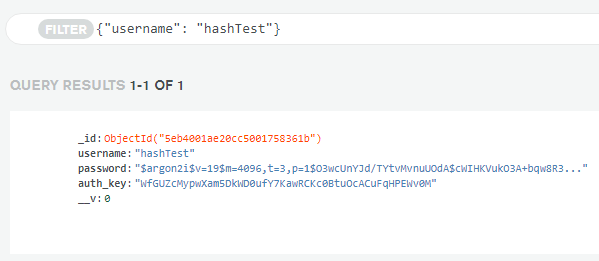 FILTER {"username": "hashTest"}
QUERY RESULTS 1-1 OF 1
_id: ObjectId("5eb4001ae20cc5001758361b")
username: "hashTest"
password: "$argon2i$v=19$m=4096,t=3,p=1$O3wcUnYJd/TYtvMvnuUOdA$cWIHKVukO3A+bqw8R3..."
auth_key: "WfGUZcMypwXam5DkWD0ufY7KawRCKc0BtuOcACuFqHPEWv0M"
__v: 0